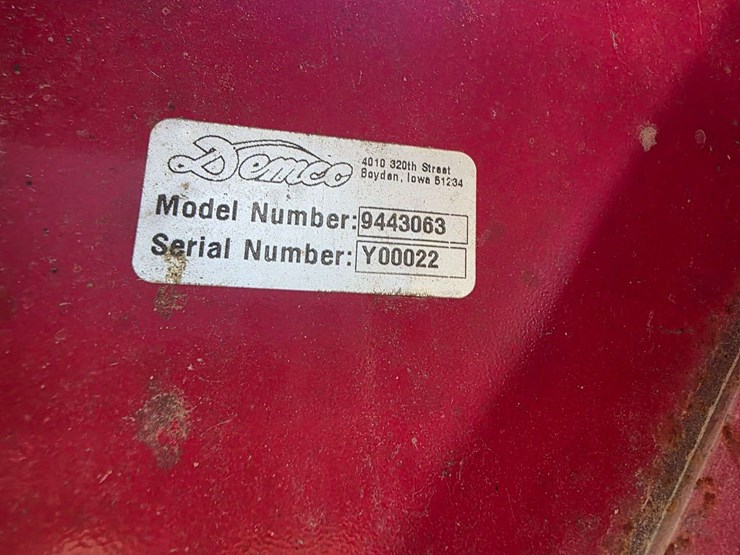 Demco
4010 320th Street
Boyden, Iowa 51234
Model Number: 9443063
Serial Number: Y00022